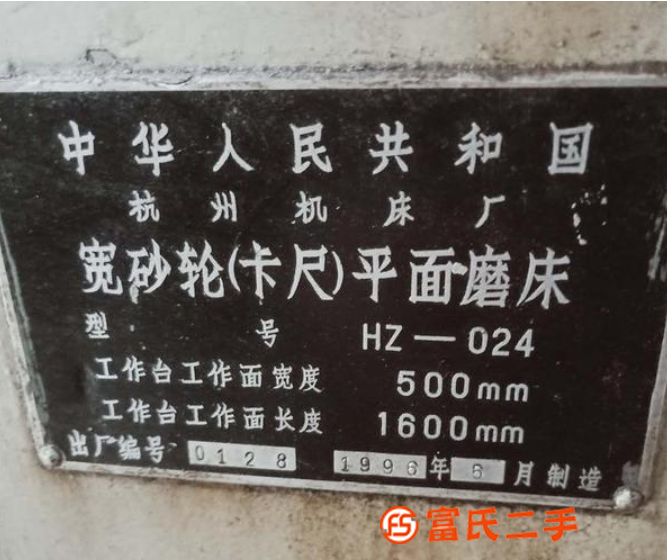 中华人民共和国
杭州机床厂
宽砂轮(卡尺)平面磨床
型号 HZ—024
工作台工作面宽度 500mm
工作台工作面长度 1600mm
出厂编号 0128 1996年6月制造
FS 富氏二手